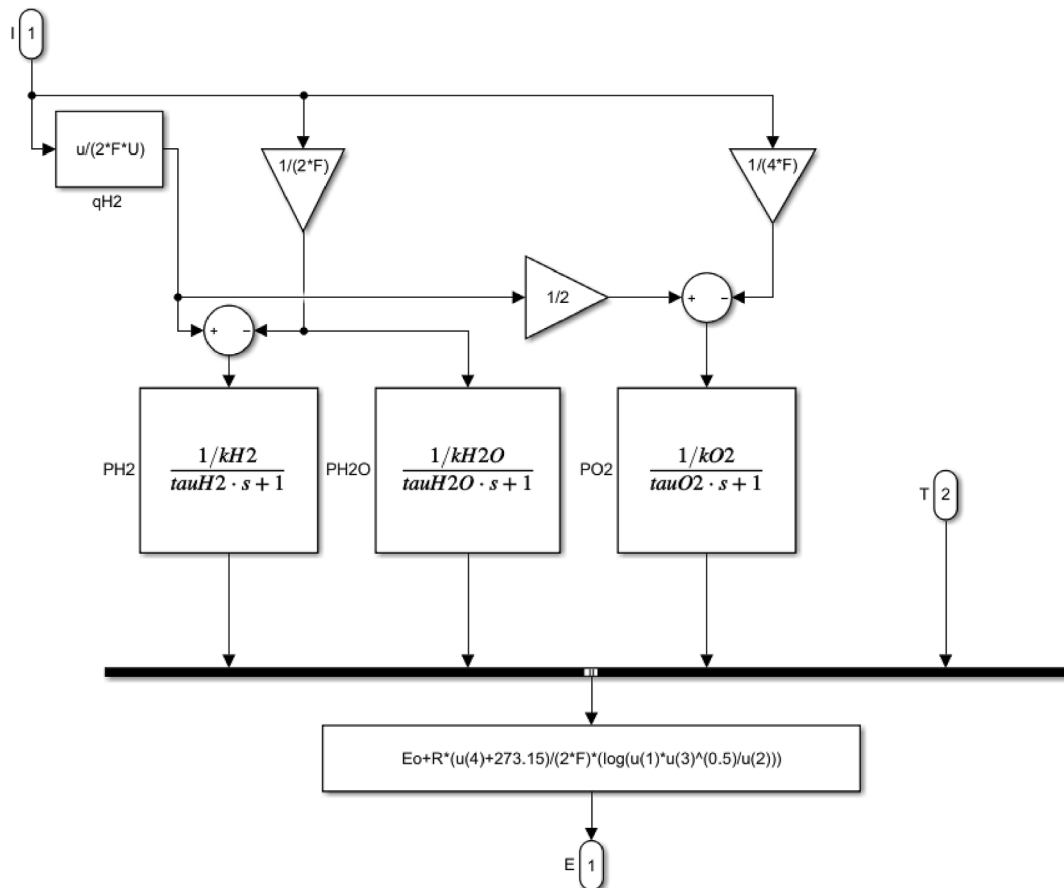 I 1
u/(2*F*U)
qH2
1/(2*F)
1/(4*F)
1/2
+ −
+ −
PH2
1/kH2
tauH2 · s + 1
PH2O
1/kH2O
tauH2O · s + 1
PO2
1/kO2
tauO2 · s + 1
T 2
Eo+R*(u(4)+273.15)/(2*F)*(log(u(1)*u(3)^(0.5)/u(2)))
E 1